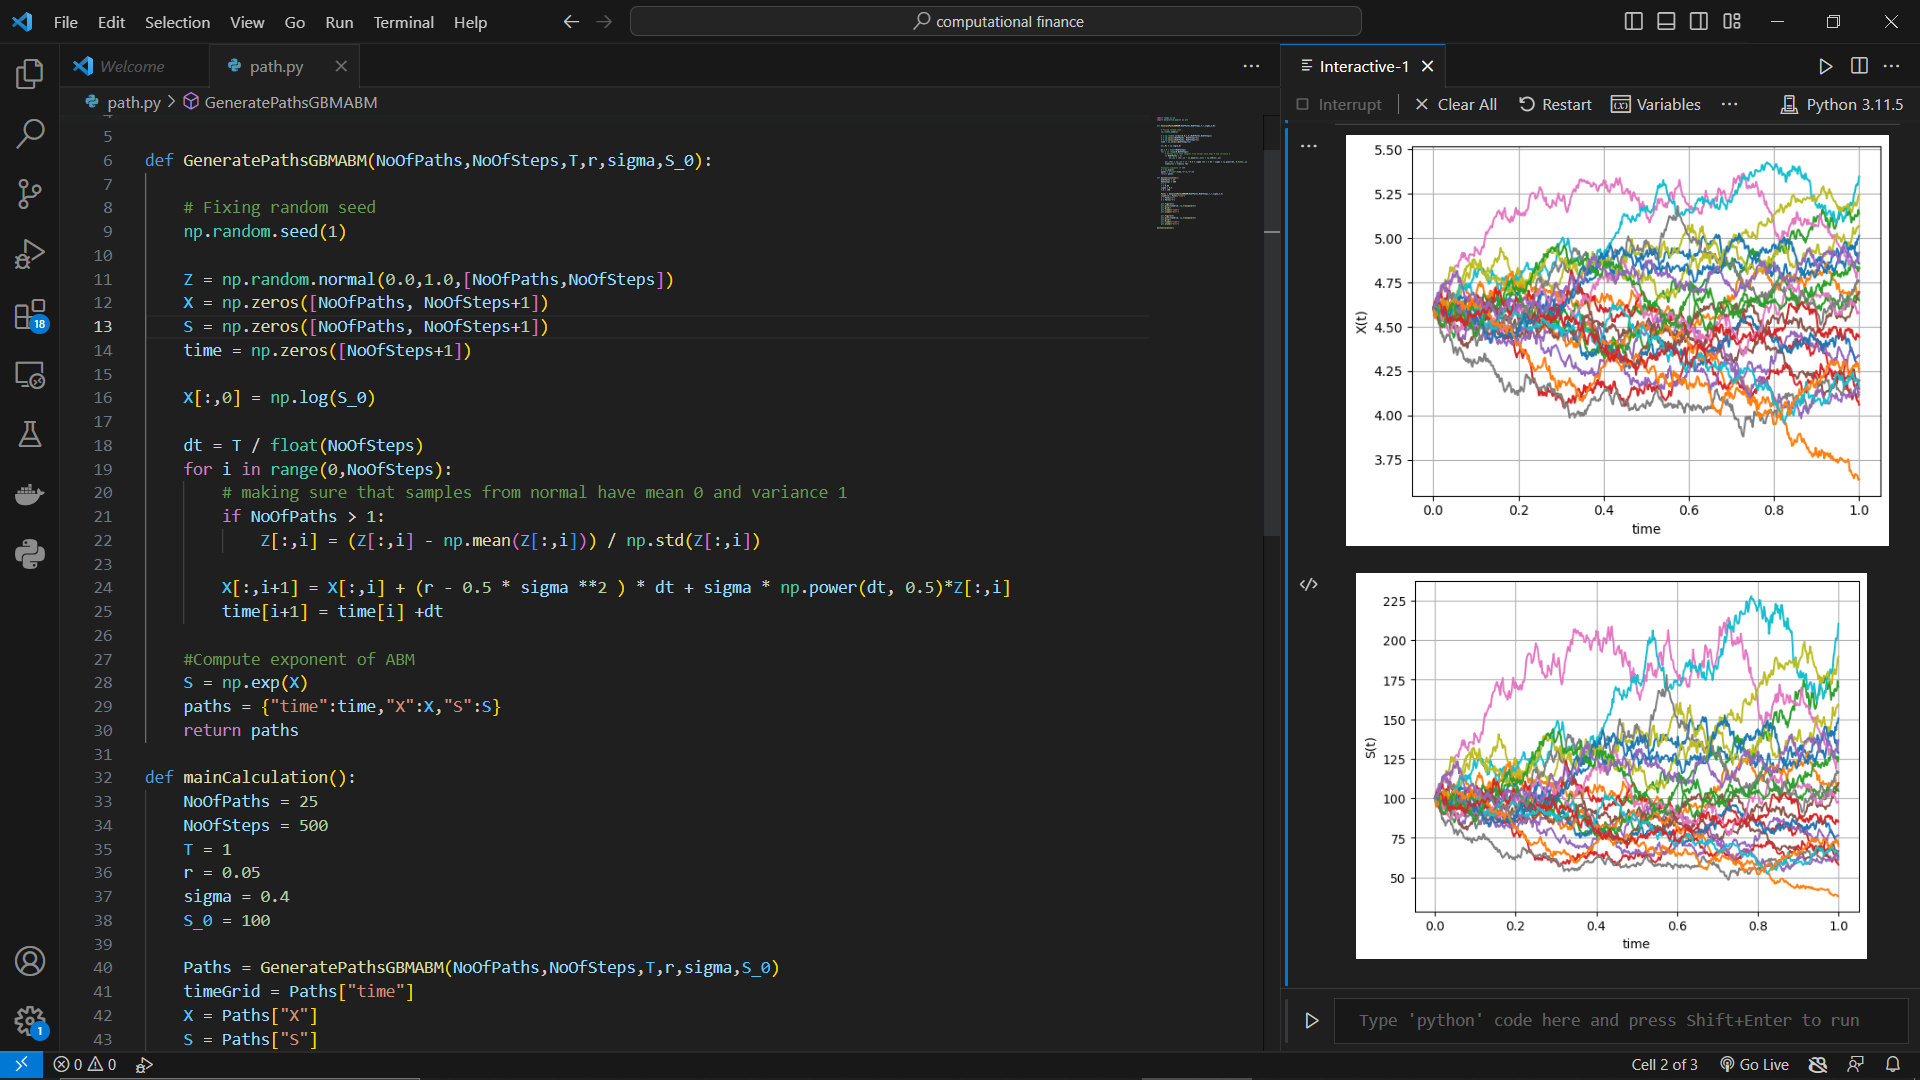 File Edit Selection View Go Run Terminal Help
computational finance
Welcome
path.py
Interactive-1
path.py > GeneratePathsGBMABM
Interrupt | Clear All Restart Variables ... Python 3.11.5
5
6 def GeneratePathsGBMABM(NoOfPaths,NoOfSteps,T,r,sigma,S_0):
7
8 # Fixing random seed
9 np.random.seed(1)
10
11 Z = np.random.normal(0.0,1.0,[NoOfPaths,NoOfSteps])
12 X = np.zeros([NoOfPaths, NoOfSteps+1])
13 S = np.zeros([NoOfPaths, NoOfSteps+1])
14 time = np.zeros([NoOfSteps+1])
15
16 X[:,0] = np.log(S_0)
17
18 dt = T / float(NoOfSteps)
19 for i in range(0,NoOfSteps):
20 # making sure that samples from normal have mean 0 and variance 1
21 if NoOfPaths > 1:
22 Z[:,i] = (Z[:,i] - np.mean(Z[:,i])) / np.std(Z[:,i])
23
24 X[:,i+1] = X[:,i] + (r - 0.5 * sigma **2 ) * dt + sigma * np.power(dt, 0.5)*Z[:,i]
25 time[i+1] = time[i] +dt
26
27 #Compute exponent of ABM
28 S = np.exp(X)
29 paths = {"time":time,"X":X,"S":S}
30 return paths
31
32 def mainCalculation():
33 NoOfPaths = 25
34 NoOfSteps = 500
35 T = 1
36 r = 0.05
37 sigma = 0.4
38 S_0 = 100
39
40 Paths = GeneratePathsGBMABM(NoOfPaths,NoOfSteps,T,r,sigma,S_0)
41 timeGrid = Paths["time"]
42 X = Paths["X"]
43 S = Paths["S"]
18
1
5.50
5.25
5.00
4.75
4.50
4.25
4.00
3.75
X(t)
0.0 0.2 0.4 0.6 0.8 1.0
time
225
200
175
150
125
100
75
50
S(t)
0.0 0.2 0.4 0.6 0.8 1.0
time
Type 'python' code here and press Shift+Enter to run
0 0
Cell 2 of 3 Go Live